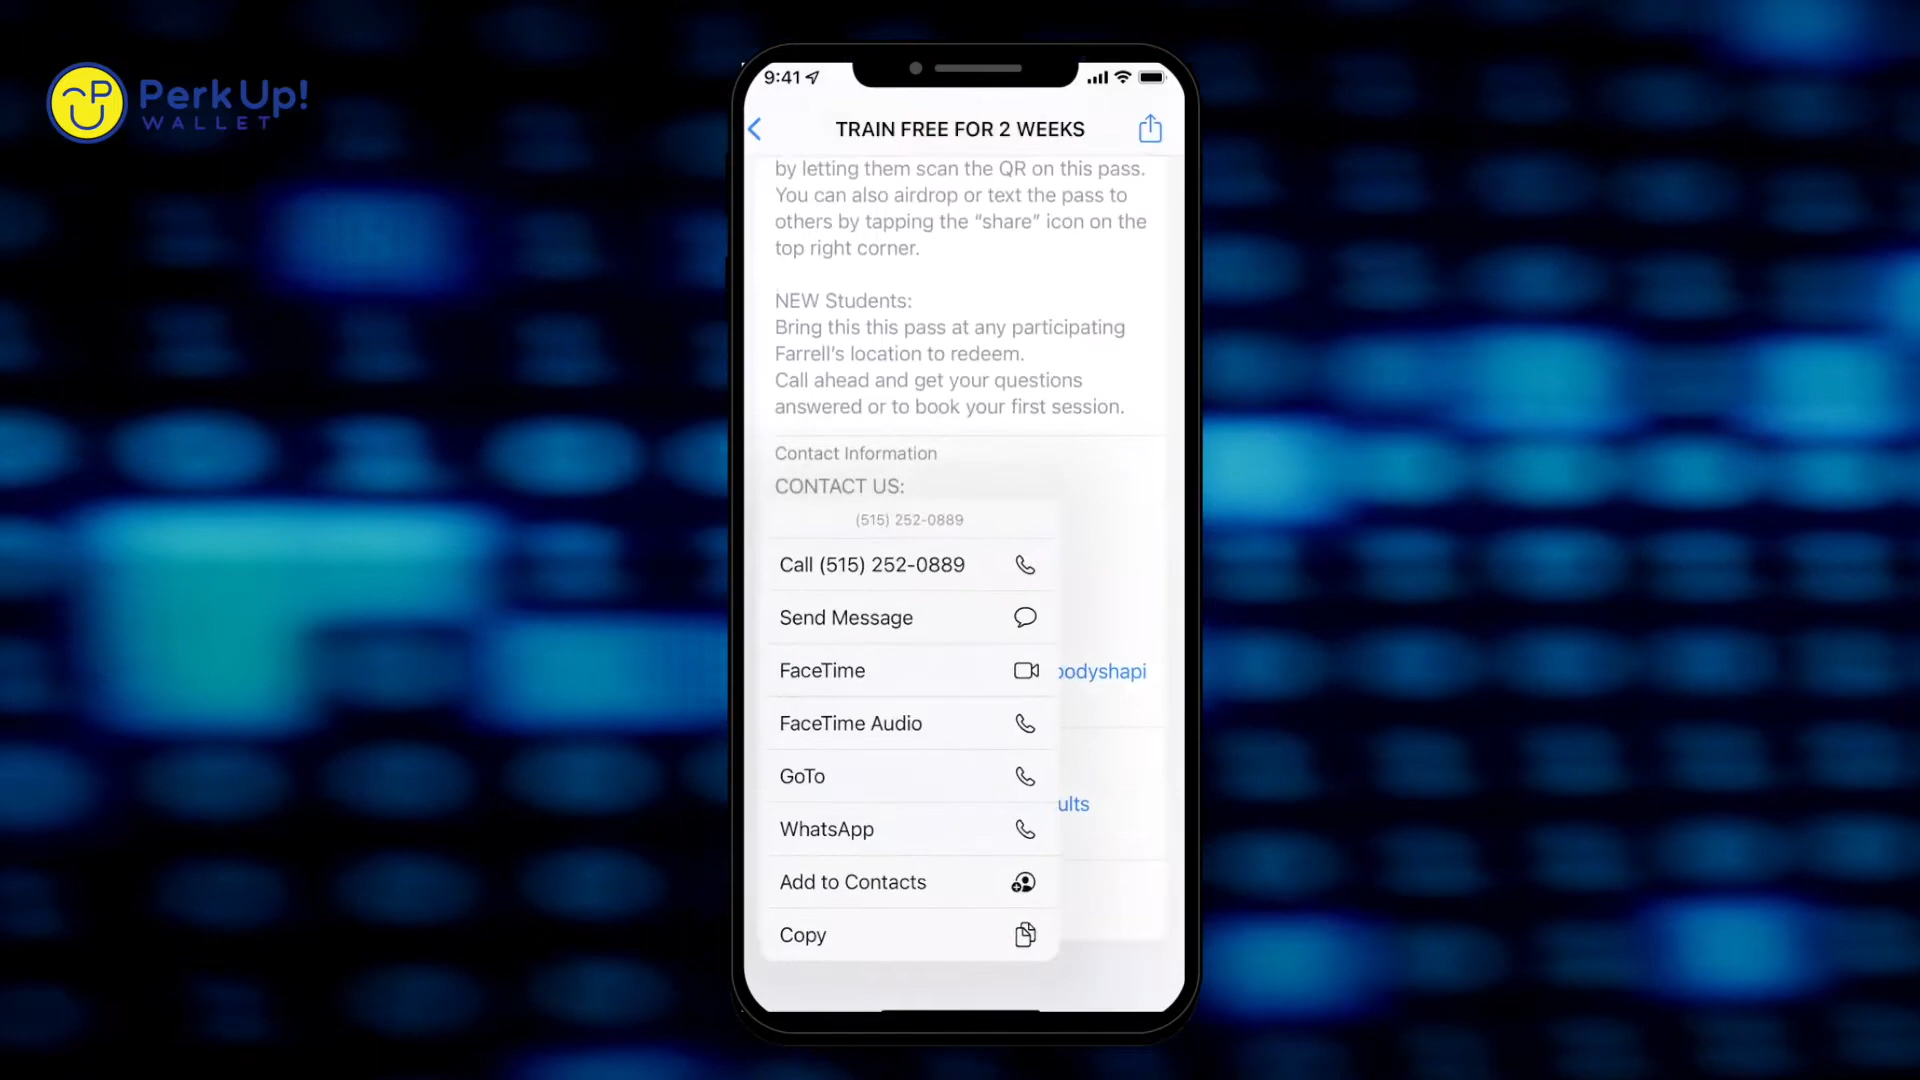 PerkUp!
WALLET
9:41
TRAIN FREE FOR 2 WEEKS
by letting them scan the QR on this pass.
You can also airdrop or text the pass to
others by tapping the “share” icon on the
top right corner.
NEW Students:
Bring this this pass at any participating
Farrell’s location to redeem.
Call ahead and get your questions
answered or to book your first session.
Contact Information
CONTACT US:
(515) 252-0889
Call (515) 252-0889
Send Message
FaceTime
bodyshapi
FaceTime Audio
GoTo
ults
WhatsApp
Add to Contacts
Copy